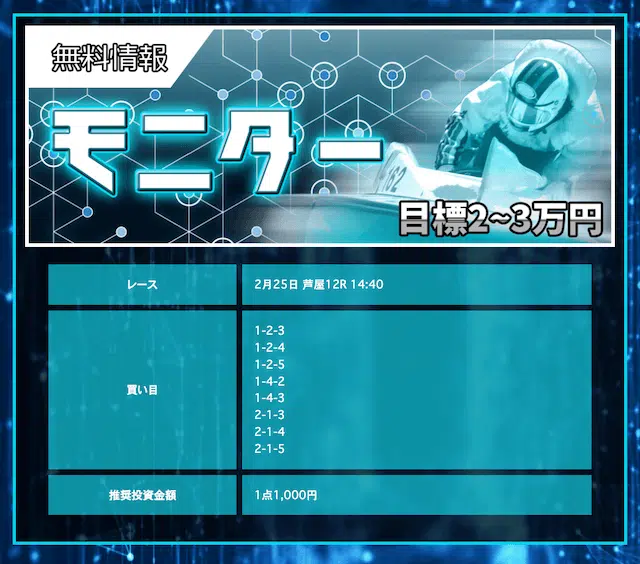 無料情報
モニター
162
目標2~3万円
レース
2月25日 芦屋12R 14:40
買い目
1-2-3
1-2-4
1-2-5
1-4-2
1-4-3
2-1-3
2-1-4
2-1-5
推奨投資金額
1点1,000円